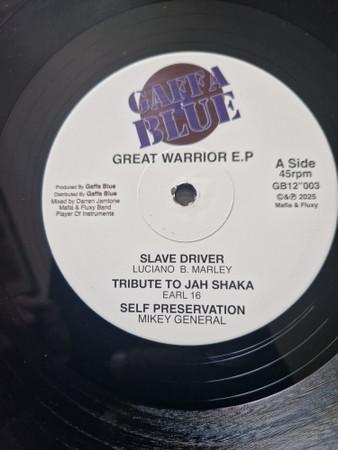 GAFFA
BLUE
GREAT WARRIOR E.P
Produced By Gaffa Blue
Distributed By Gaffa Blue
Mixed by Darren Jamtone
Mafia & Fluxy Band
Player Of Instruments
A Side
45rpm
GB12"003
©&℗ 2025
Mafia & Fluxy
SLAVE DRIVER
LUCIANO B. MARLEY
TRIBUTE TO JAH SHAKA
EARL 16
SELF PRESERVATION
MIKEY GENERAL